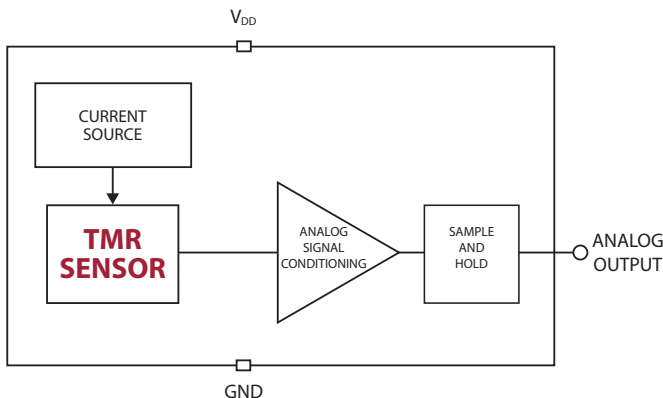 VDD
CURRENT
SOURCE
TMR
SENSOR
ANALOG
SIGNAL
CONDITIONING
SAMPLE
AND
HOLD
ANALOG
OUTPUT
GND